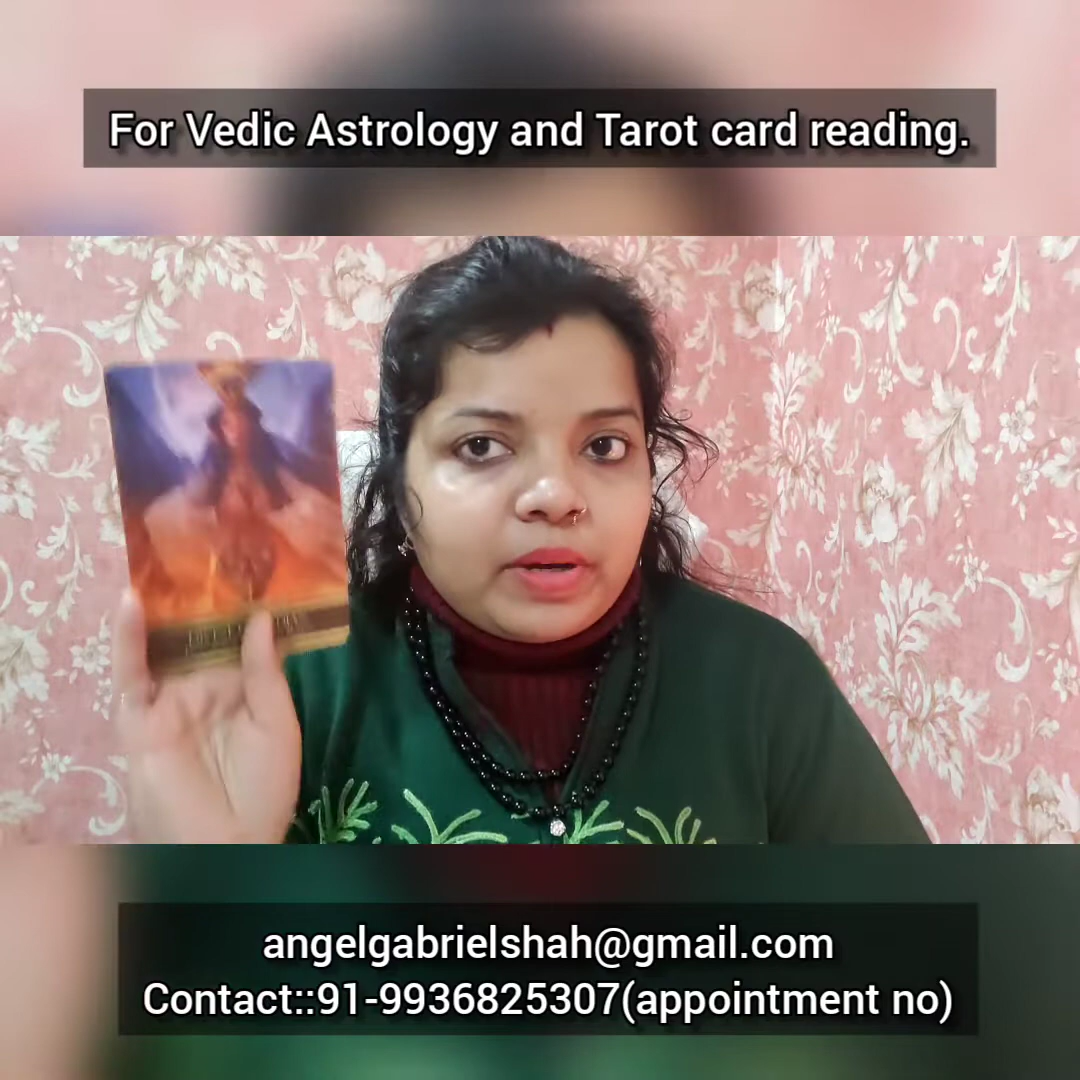 For Vedic Astrology and Tarot card reading.
angelgabrielshah@gmail.com
Contact::91-9936825307(appointment no)